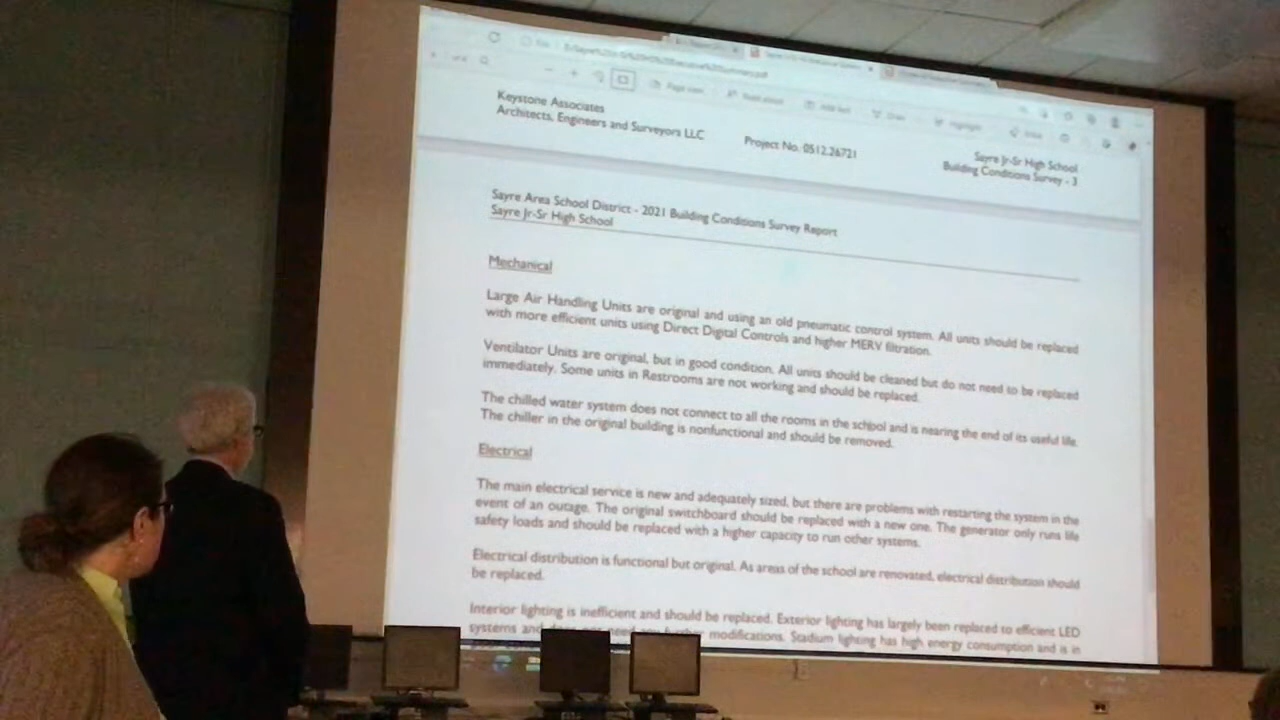 Page view
Read aloud
Add text
Draw
Highlight
Erase
Keystone Associates
Architects, Engineers and Surveyors LLC
Project No. 0512.26721
Sayre Jr-Sr High School
Building Conditions Survey - 3
Sayre Area School District - 2021 Building Conditions Survey Report
Sayre Jr-Sr High School
Mechanical
Large Air Handling Units are original and using an old pneumatic control system. All units should be replaced
with more efficient units using Direct Digital Controls and higher MERV filtration.
Ventilator Units are original, but in good condition. All units should be cleaned but do not need to be replaced
immediately. Some units in Restrooms are not working and should be replaced.
The chilled water system does not connect to all the rooms in the school and is nearing the end of its useful life.
The chiller in the original building is nonfunctional and should be removed.
Electrical
The main electrical service is new and adequately sized, but there are problems with restarting the system in the
event of an outage. The original switchboard should be replaced with a new one. The generator only runs life
safety loads and should be replaced with a higher capacity to run other systems.
Electrical distribution is functional but original. As areas of the school are renovated, electrical distribution should
be replaced.
Interior lighting is inefficient and should be replaced. Exterior lighting has largely been replaced to efficient LED
systems and modifications. Stadium lighting has high energy consumption and is in